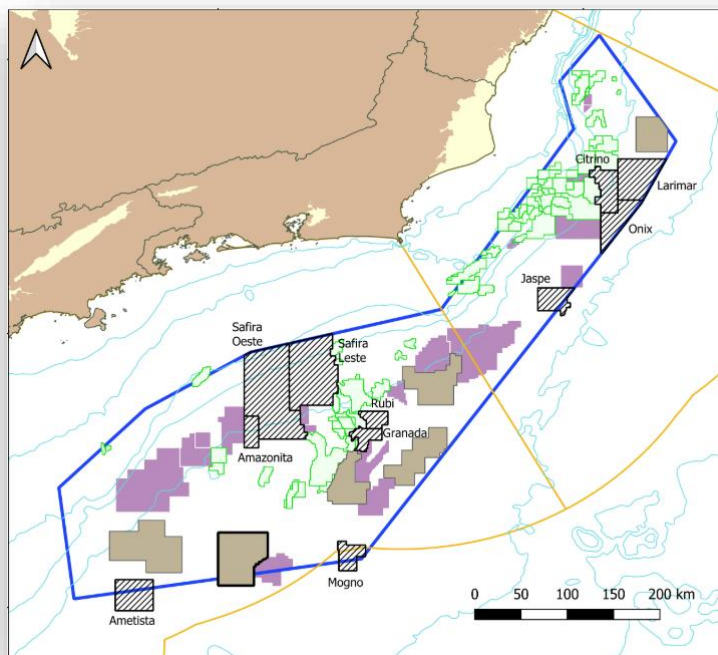 Citrino
Larimar
Onix
Jaspe
Safira
Oeste
Safira
Leste
Rubi
Granada
Amazonita
Mogno
Ametista
0 50 100 150 200 km